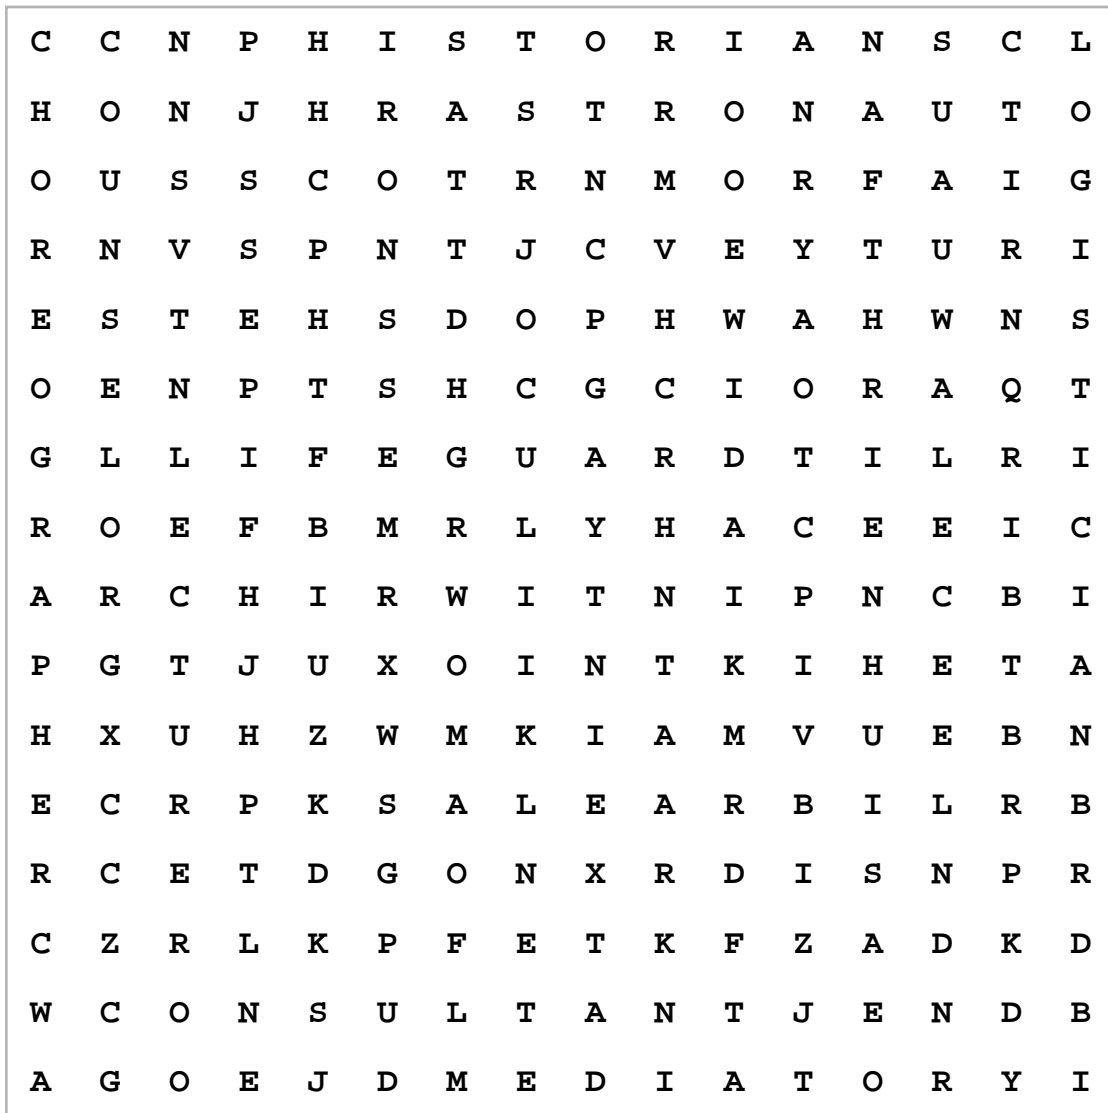 C C N P H I S T O R I A N S C L
H O N J H R A S T R O N A U T O
O U S S C O T R N M O R F A I G
R N V S P N T J C V E Y T U R I
E S T E H S D O P H W A H W N S
O E N P T S H C G C I O R A Q T
G L L I F E G U A R D T I L R I
R O E F B M R L Y H A C E E I C
A R C H I R W I T N I P N C B I
P G T J U X O I N T K I H E T A
H X U H Z W M K I A M V U E B N
E C R P K S A L E A R B I L R B
R C E T D G O N X R D I S N P R
C Z R L K P F E T K F Z A D K D
W C O N S U L T A N T J E N D B
A G O E J D M E D I A T O R Y I